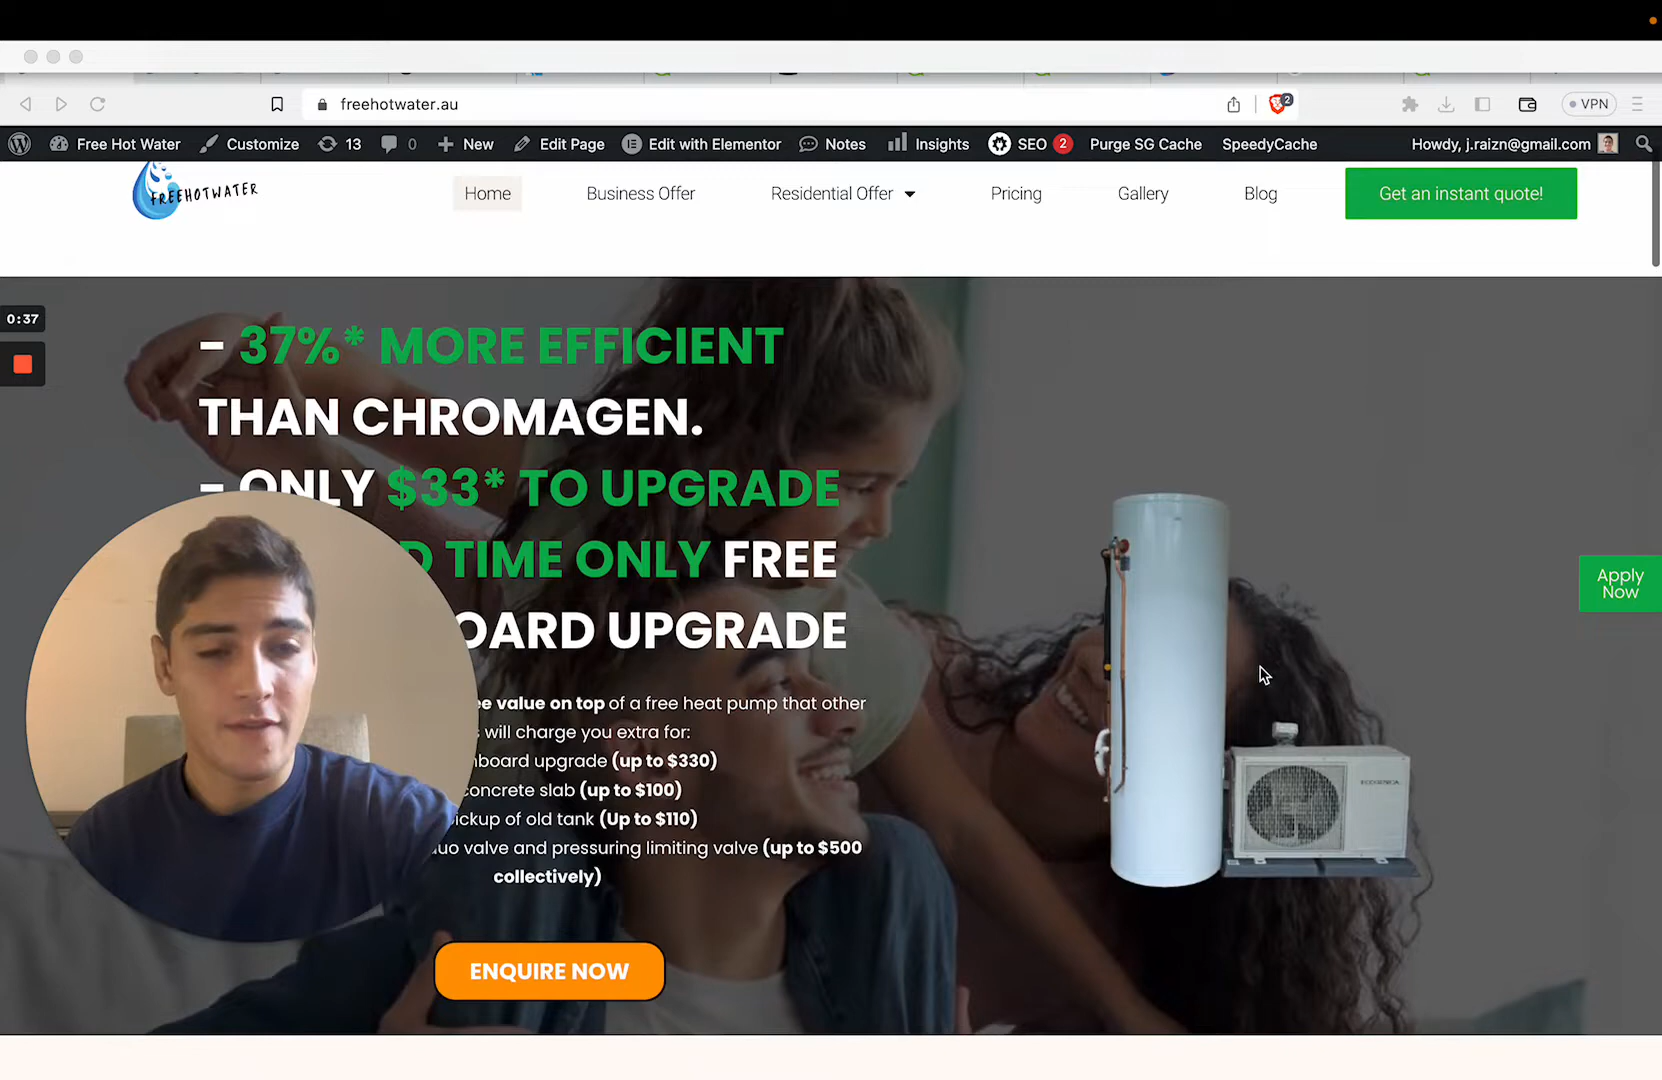 freehotwater.au
2
VPN
Free Hot Water
Customize
13
0
New
Edit Page
Edit with Elementor
Notes
Insights
SEO 2
Purge SG Cache
SpeedyCache
Howdy, j.raizn@gmail.com
FREEHOTWATER
Home
Business Offer
Residential Offer
Pricing
Gallery
Blog
Get an instant quote!
0:37
- 37%* MORE EFFICIENT
THAN CHROMAGEN.
- ONLY $33* TO UPGRADE
D TIME ONLY FREE
OARD UPGRADE
ee value on top of a free heat pump that other
s will charge you extra for:
hboard upgrade (up to $330)
concrete slab (up to $100)
pickup of old tank (Up to $110)
duo valve and pressuring limiting valve (up to $500
collectively)
ENQUIRE NOW
Apply
Now